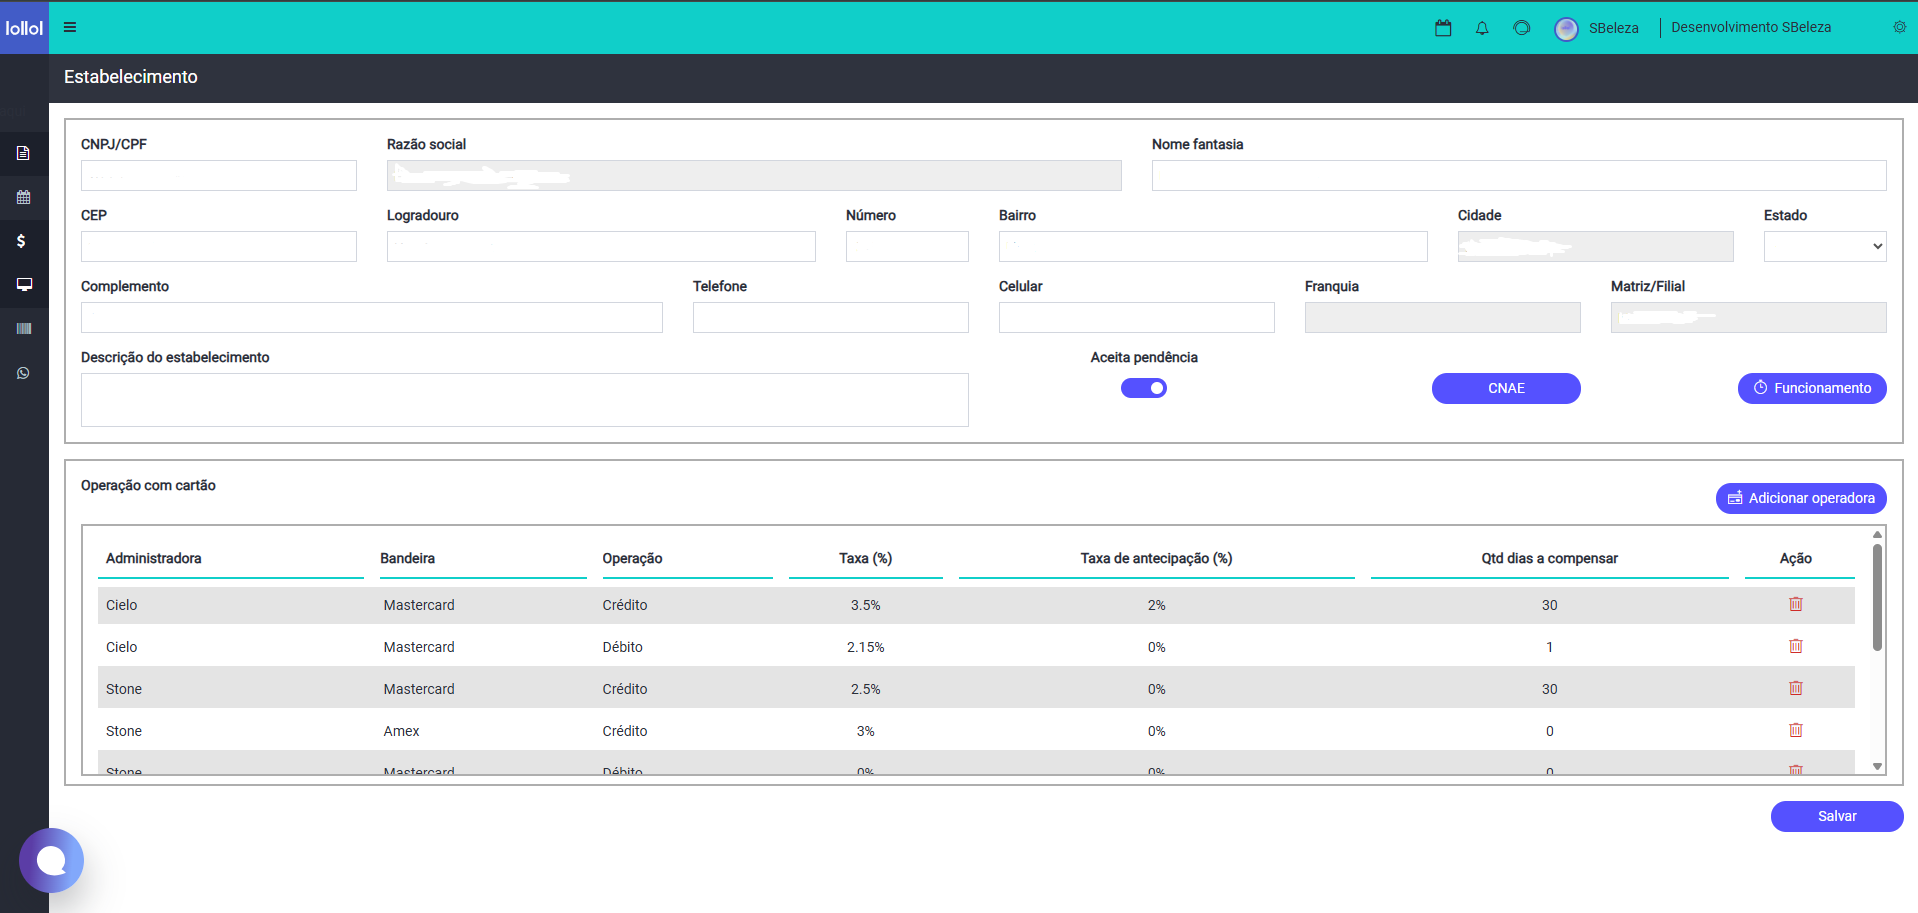 lollol
SBeleza
Desenvolvimento SBeleza
Estabelecimento
CNPJ/CPF
Razão social
Nome fantasia
CEP
Logradouro
Número
Bairro
Cidade
Estado
Complemento
Telefone
Celular
Franquia
Matriz/Filial
Descrição do estabelecimento
Aceita pendência
CNAE
Funcionamento
Operação com cartão
Adicionar operadora
Administradora Bandeira Operação Taxa (%) Taxa de antecipação (%) Qtd dias a compensar Ação
Cielo Mastercard Crédito 3.5% 2% 30
Cielo Mastercard Débito 2.15% 0% 1
Stone Mastercard Crédito 2.5% 0% 30
Stone Amex Crédito 3% 0% 0
Stone Mastercard Débito 0% 0% 0
Salvar